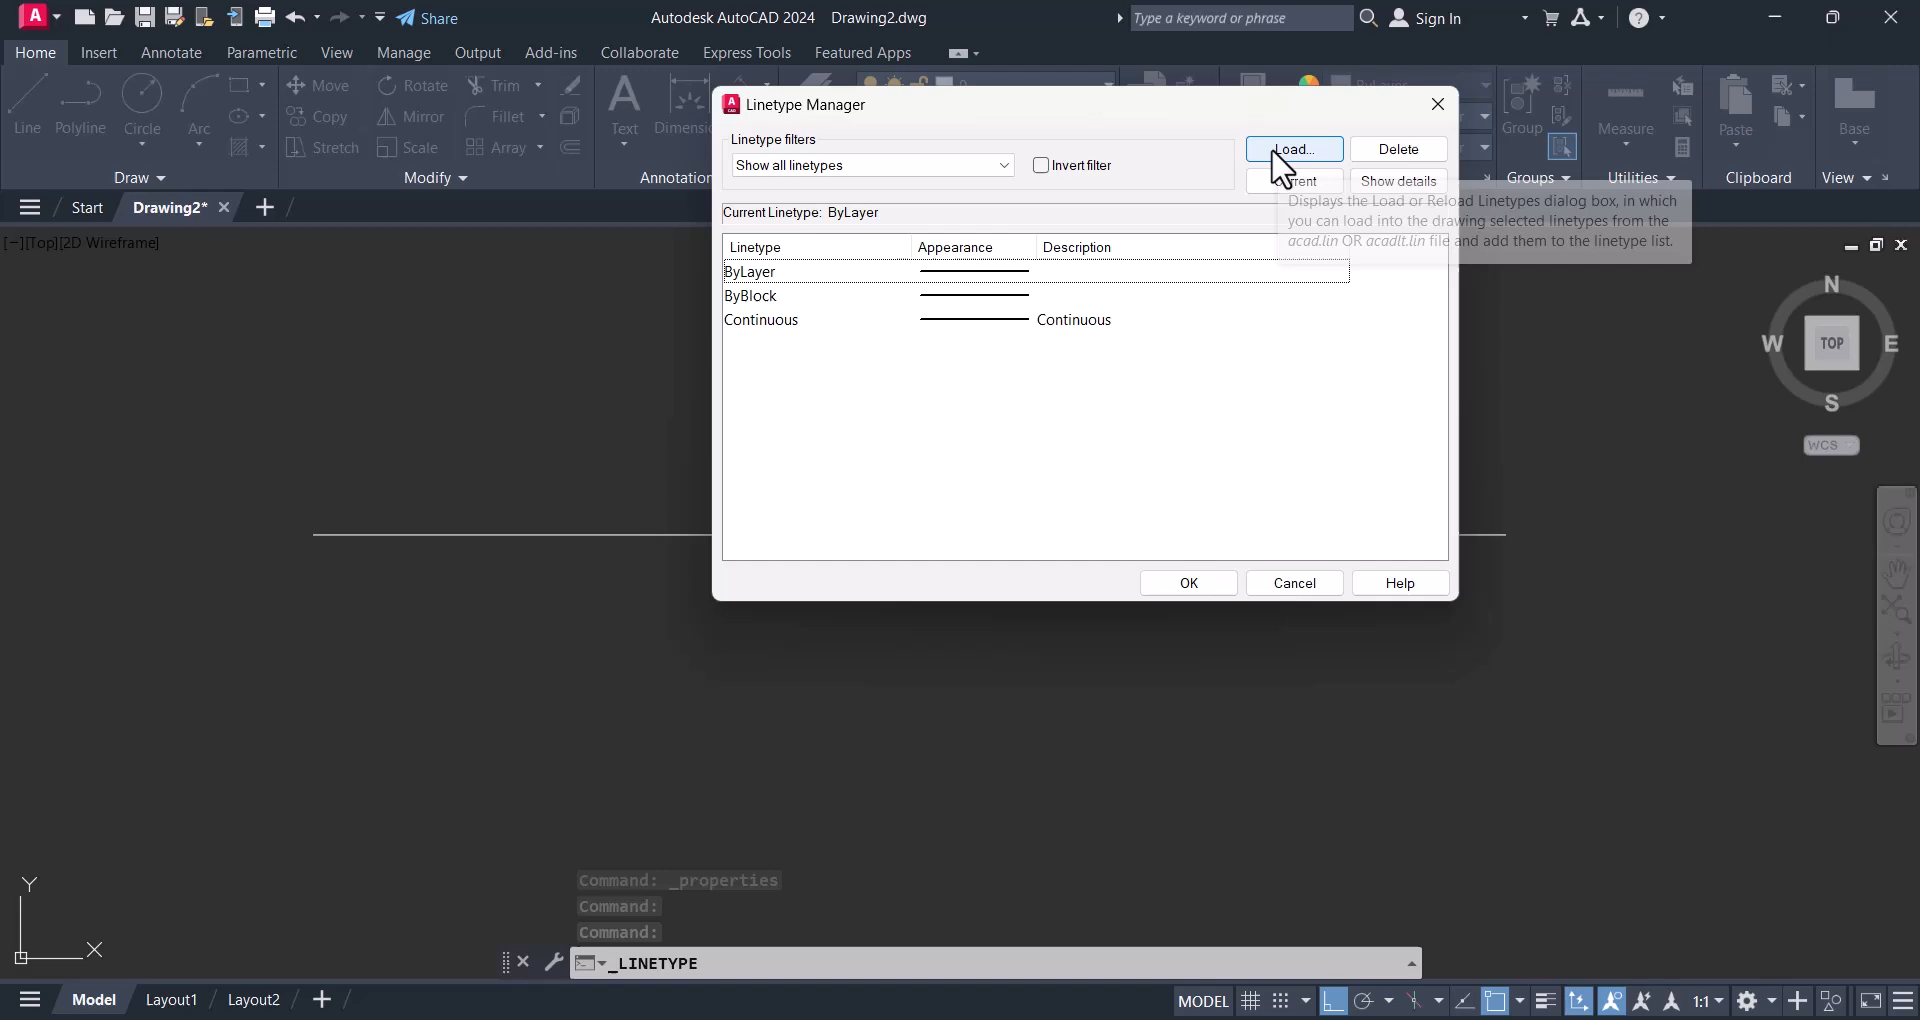 A
Share
Autodesk AutoCAD 2024 Drawing2.dwg
Type a keyword or phrase
Sign In
Home Insert Annotate Parametric View Manage Output Add-ins Collaborate Express Tools Featured Apps
Line Polyline Circle Arc
Move Rotate Trim
Copy Mirror Fillet
Stretch Scale Array
Text
Group Measure Paste Base
Draw Modify Groups Utilities Clipboard View
Start Drawing2*
[−][Top][2D Wireframe]
Linetype Manager
Linetype filters
Show all linetypes
Invert filter
Load... Delete
Show details
Current Linetype: ByLayer
Displays the Load or Reload Linetypes dialog box, in which
you can load into the drawing selected linetypes from the
acad.lin OR acadlt.lin file and add them to the linetype list.
Linetype Appearance Description
ByLayer
ByBlock
Continuous Continuous
OK Cancel Help
N
W TOP E
S
WCS
Y
X
Command: _properties
Command:
Command:
_LINETYPE
Model Layout1 Layout2
MODEL 1:1